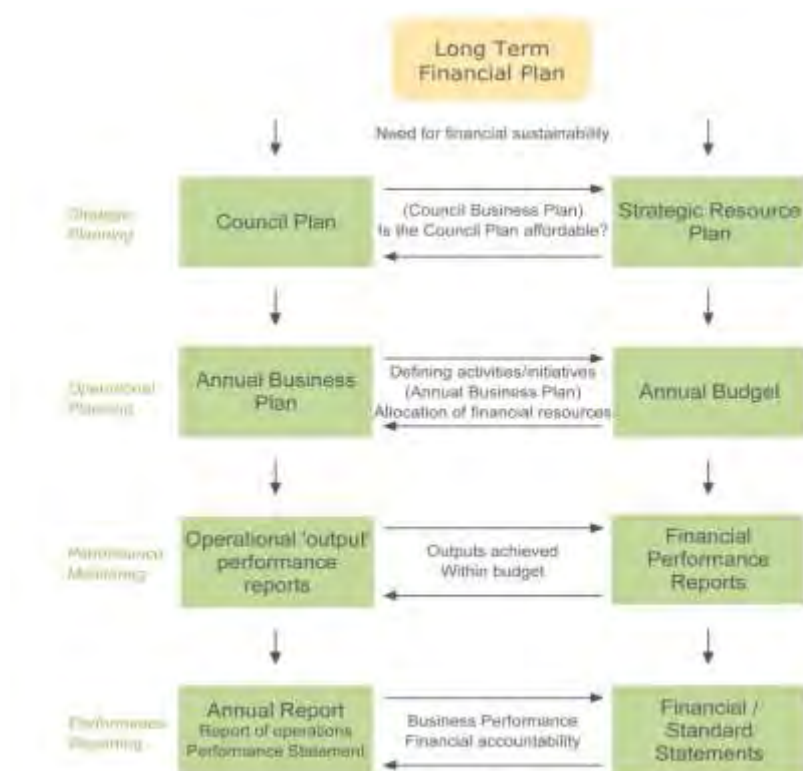 Long Term
Financial Plan
Need for financial sustainability
Strategic
Planning
Council Plan
(Council Business Plan)
Is the Council Plan affordable?
Strategic Resource
Plan
Operational
Planning
Annual Business
Plan
Defining activities/initiatives
(Annual Business Plan)
Allocation of financial resources
Annual Budget
Performance
Monitoring
Operational 'output'
performance
reports
Outputs achieved
Within budget
Financial
Performance
Reports
Performance
Reporting
Annual Report
Report of operations
Performance Statement
Business Performance
Financial accountability
Financial /
Standard
Statements